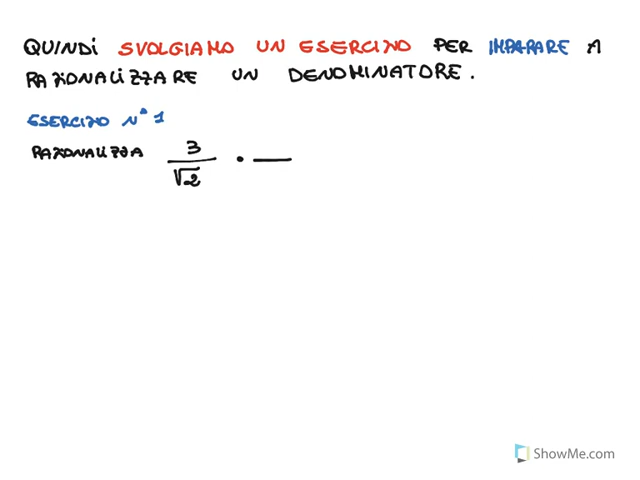 QUINDI SVOLGIAMO UN ESERCIZIO PER IMPARARE A
RAZIONALIZZARE UN DENOMINATORE.
ESERCIZIO N° 1
RAZIONALIZZA 3/√2 · —
ShowMe.com